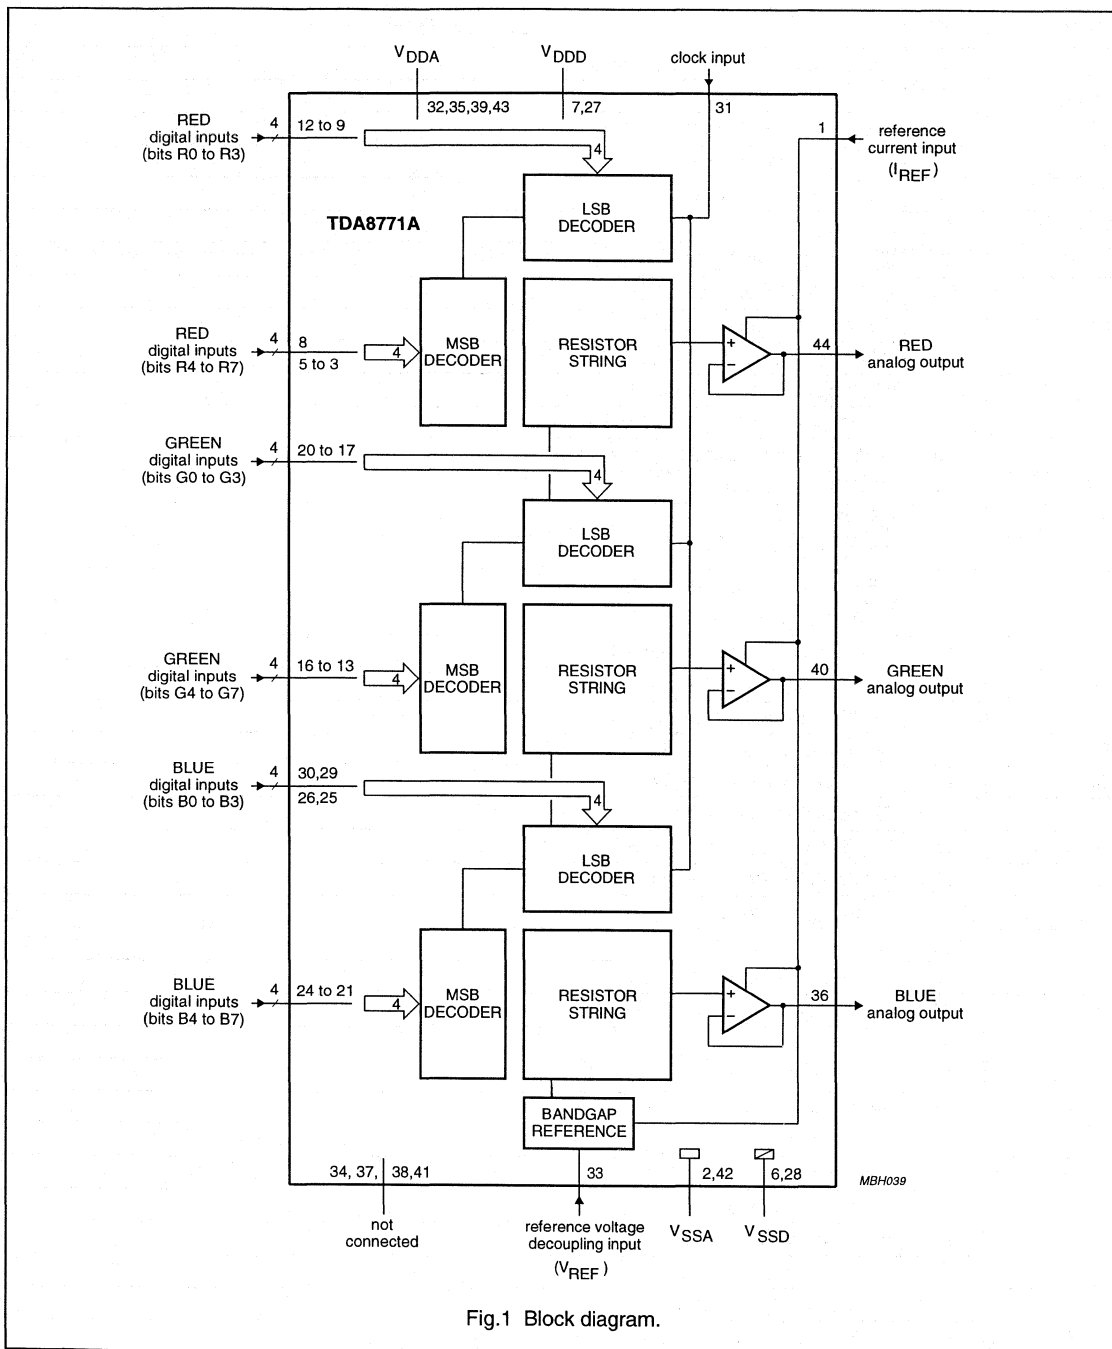 VDDA
VDDD
clock input
32,35,39,43
7,27
31
RED
digital inputs
(bits R0 to R3)
4
12 to 9
4
1
reference
current input
(IREF)
TDA8771A
LSB
DECODER
RED
digital inputs
(bits R4 to R7)
4
8
5 to 3
4
MSB
DECODER
RESISTOR
STRING
+
−
44
RED
analog output
GREEN
digital inputs
(bits G0 to G3)
4
20 to 17
4
LSB
DECODER
GREEN
digital inputs
(bits G4 to G7)
4
16 to 13
4
MSB
DECODER
RESISTOR
STRING
+
−
40
GREEN
analog output
BLUE
digital inputs
(bits B0 to B3)
4
30,29
26,25
4
LSB
DECODER
BLUE
digital inputs
(bits B4 to B7)
4
24 to 21
4
MSB
DECODER
RESISTOR
STRING
+
−
36
BLUE
analog output
BANDGAP
REFERENCE
34, 37, 38,41
33
2,42
6,28
MBH039
not
connected
reference voltage
decoupling input
(VREF)
VSSA
VSSD
Fig.1 Block diagram.